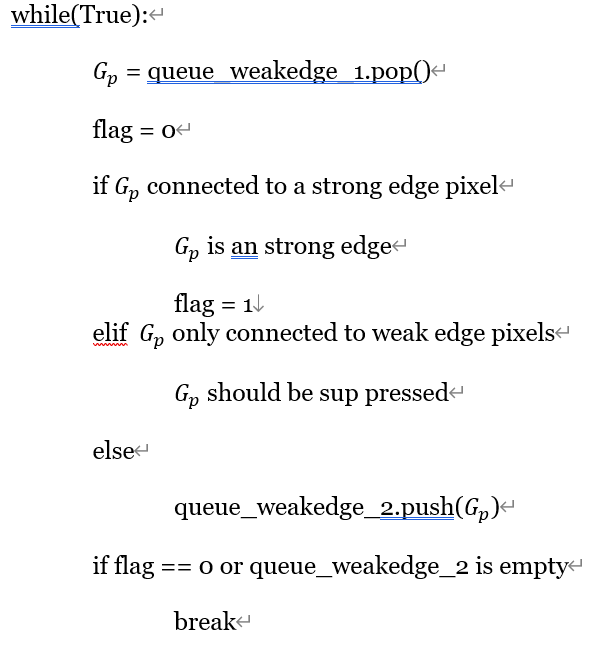 while(True):↵
G_p = queue_weakedge_1.pop()↵
flag = 0↵
if G_p connected to a strong edge pixel↵
G_p is an strong edge↵
flag = 1↓
elif G_p only connected to weak edge pixels↵
G_p should be sup pressed↵
else↵
queue_weakedge_2.push(G_p)↵
if flag == 0 or queue_weakedge_2 is empty↵
break↵